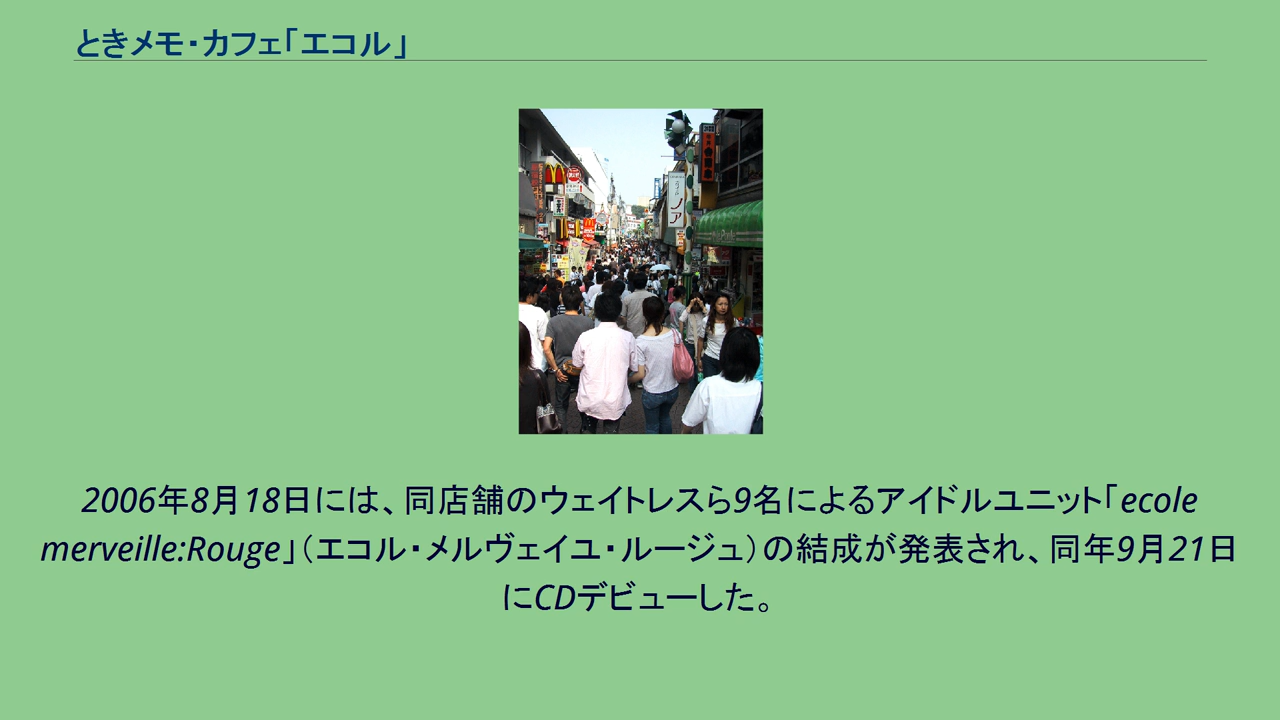 ときメモ・カフェ「エコル」
ノア
2006年8月18日には、同店舗のウェイトレスら9名によるアイドルユニット「ecole
merveille:Rouge」（エコル・メルヴェイユ・ルージュ）の結成が発表され、同年9月21日
にCDデビューした。